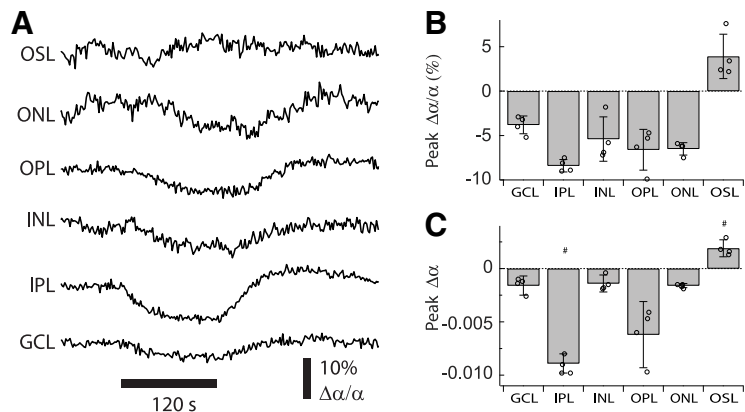 A
OSL
ONL
OPL
INL
IPL
GCL
120 s
10%
Δα/α
B
Peak Δα/α (%)
5
0
-5
-10
GCL IPL INL OPL ONL OSL
C
Peak Δα
# #
0
-0.005
-0.010
GCL IPL INL OPL ONL OSL